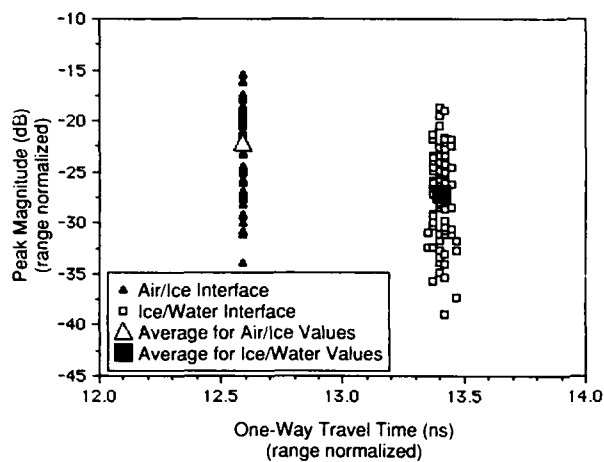 -10
-15
-20
-25
-30
-35
-40
-45
Peak Magnitude (dB)
(range normalized)
Air/Ice Interface
Ice/Water Interface
Average for Air/Ice Values
Average for Ice/Water Values
12.0 12.5 13.0 13.5 14.0
One-Way Travel Time (ns)
(range normalized)